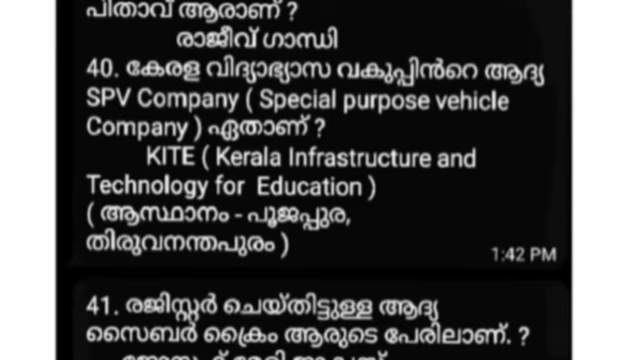 പിതാവ് ആരാണ് ?
രാജീവ് ഗാന്ധി
40. കേരള വിദ്യാഭ്യാസ വകുപ്പിൻറെ ആദ്യ
SPV Company ( Special purpose vehicle
Company ) ഏതാണ് ?
KITE ( Kerala Infrastructure and
Technology for Education )
( ആസ്ഥാനം - പൂജപ്പുര,
തിരുവനന്തപുരം )
1:42 PM
41. രജിസ്റ്റർ ചെയ്തിട്ടുള്ള ആദ്യ
സൈബർ ക്രൈം ആരുടെ പേരിലാണ്. ?